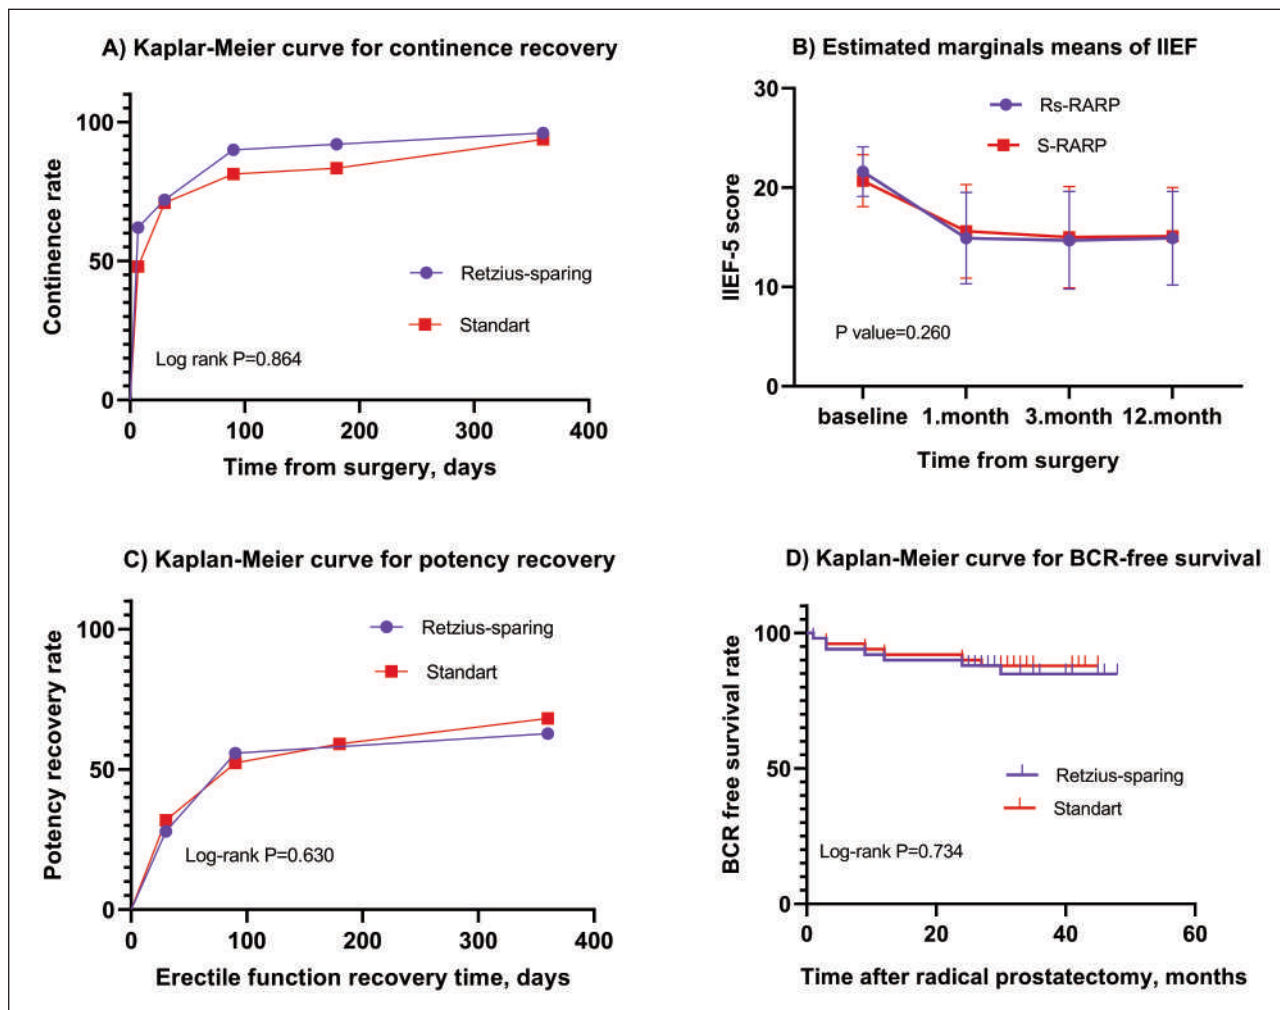 A) Kaplar-Meier curve for continence recovery
Continence rate
100
50
0
Retzius-sparing
Standart
Log rank P=0.864
0 100 200 300 400
Time from surgery, days
B) Estimated marginals means of IIEF
IIEF-5 score
30
20
10
0
Rs-RARP
S-RARP
P value=0.260
baseline 1.month 3.month 12.month
Time from surgery
C) Kaplan-Meier curve for potency recovery
Potency recovery rate
100
50
0
Retzius-sparing
Standart
Log-rank P=0.630
0 100 200 300 400
Erectile function recovery time, days
D) Kaplan-Meier curve for BCR-free survival
BCR free survival rate
100
50
0
Retzius-sparing
Standart
Log-rank P=0.734
0 20 40 60
Time after radical prostatectomy, months